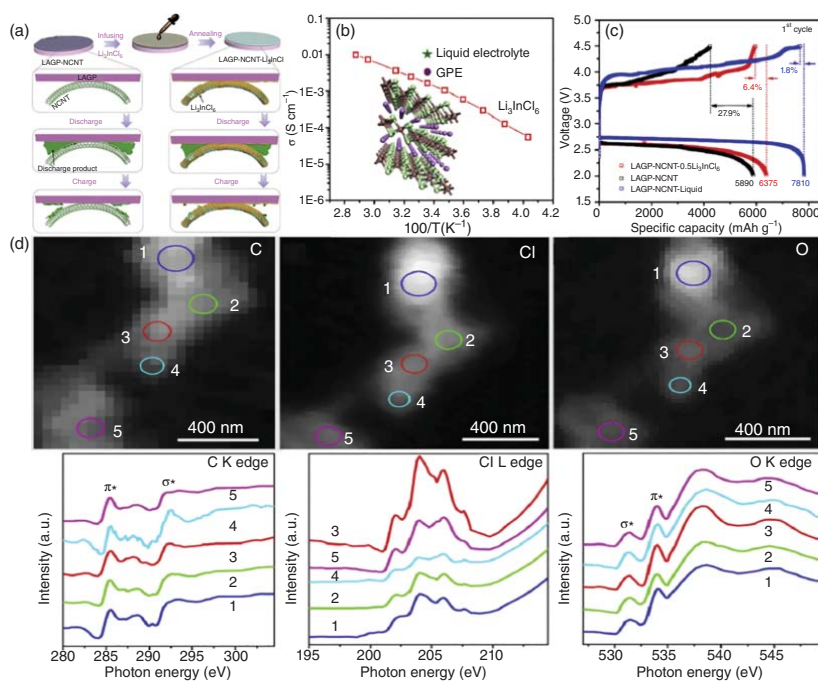 (a)
Infusing
Li₃InCl₆
Annealing
LAGP-NCNT
LAGP-NCNT-Li₃InCl
LAGP
NCNT
Li₃InCl₆
Discharge
Discharge
Discharge product
Charge
Charge
(b)
σ (S cm⁻¹)
0.01
1E-3
1E-4
1E-5
1E-6
Liquid electrolyte
GPE
Li₃InCl₆
2.8 3.0 3.2 3.4 3.6 3.8 4.0 4.2
100/T(K⁻¹)
(c)
1st cycle
Voltage (V)
5.0
4.5
4.0
3.5
3.0
2.5
2.0
1.5
1.8%
6.4%
27.9%
LAGP-NCNT-0.5Li₃InCl₆
LAGP-NCNT
LAGP-NCNT-Liquid
5890
6375
7810
0 2000 4000 6000 8000
Specific capacity (mAh g⁻¹)
(d)
C
1
2
3
4
5
400 nm
Cl
1
2
3
4
5
400 nm
O
1
2
3
4
5
400 nm
C K edge
π*
σ*
5
4
3
2
1
Intensity (a.u.)
280 285 290 295 300
Photon energy (eV)
Cl L edge
3
5
4
2
1
Intensity (a.u.)
195 200 205 210
Photon energy (eV)
O K edge
σ*
π*
5
4
3
2
1
Intensity (a.u.)
530 535 540 545
Photon energy (eV)